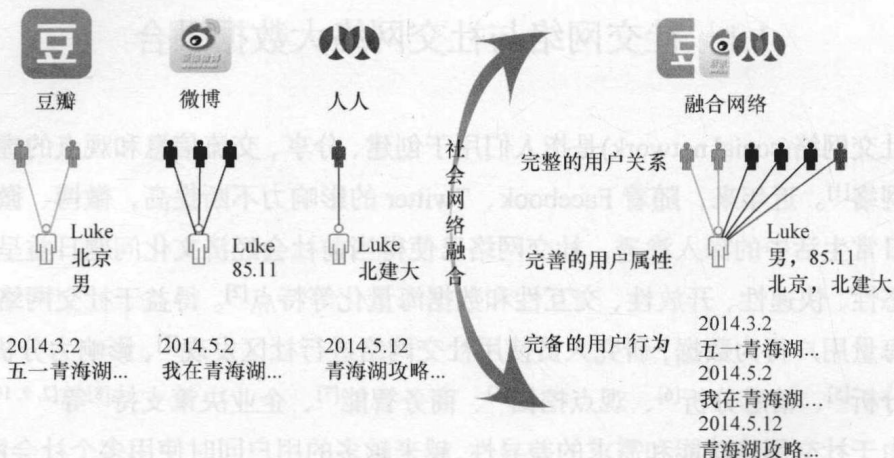 豆
豆瓣
微博
人人
融合网络
社会网络融合
完整的用户关系
完善的用户属性
完备的用户行为
Luke
北京
男
Luke
85.11
Luke
北建大
Luke
男，85.11
北京，北建大
2014.3.2
五一青海湖...
2014.5.2
我在青海湖...
2014.5.12
青海湖攻略...
2014.3.2
五一青海湖...
2014.5.2
我在青海湖...
2014.5.12
青海湖攻略...